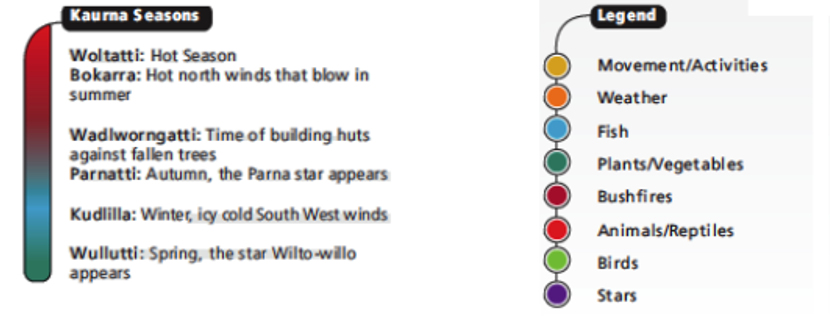 Kaurna Seasons
Woltatti: Hot Season
Bokarra: Hot north winds that blow in
summer
Wadlworngatti: Time of building huts
against fallen trees
Parnatti: Autumn, the Parna star appears
Kudlilla: Winter, icy cold South West winds
Wullutti: Spring, the star Wilto-willo
appears
Legend
Movement/Activities
Weather
Fish
Plants/Vegetables
Bushfires
Animals/Reptiles
Birds
Stars